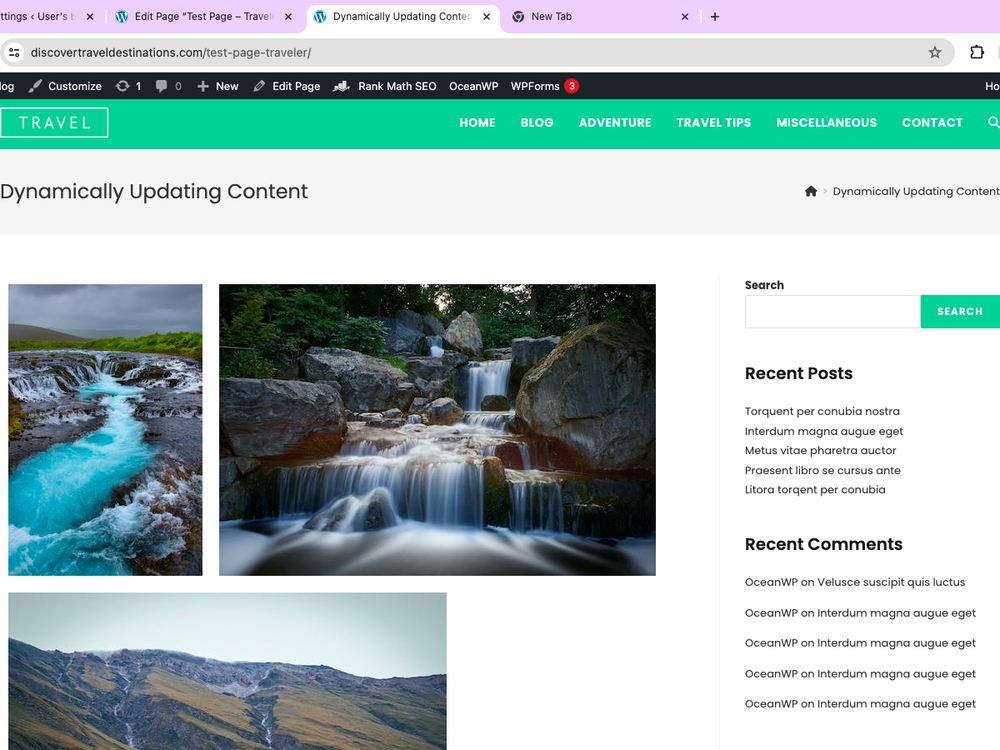 ttings ‹ User's b
Edit Page "Test Page – Travele
Dynamically Updating Conten
New Tab
discovertraveldestinations.com/test-page-traveler/
log
Customize
1
0
New
Edit Page
Rank Math SEO
OceanWP
WPForms
3
Ho
TRAVEL
HOME
BLOG
ADVENTURE
TRAVEL TIPS
MISCELLANEOUS
CONTACT
Dynamically Updating Content
> Dynamically Updating Content
Search
SEARCH
Recent Posts
Torquent per conubia nostra
Interdum magna augue eget
Metus vitae pharetra auctor
Praesent libro se cursus ante
Litora torqent per conubia
Recent Comments
OceanWP on Velusce suscipit quis luctus
OceanWP on Interdum magna augue eget
OceanWP on Interdum magna augue eget
OceanWP on Interdum magna augue eget
OceanWP on Interdum magna augue eget